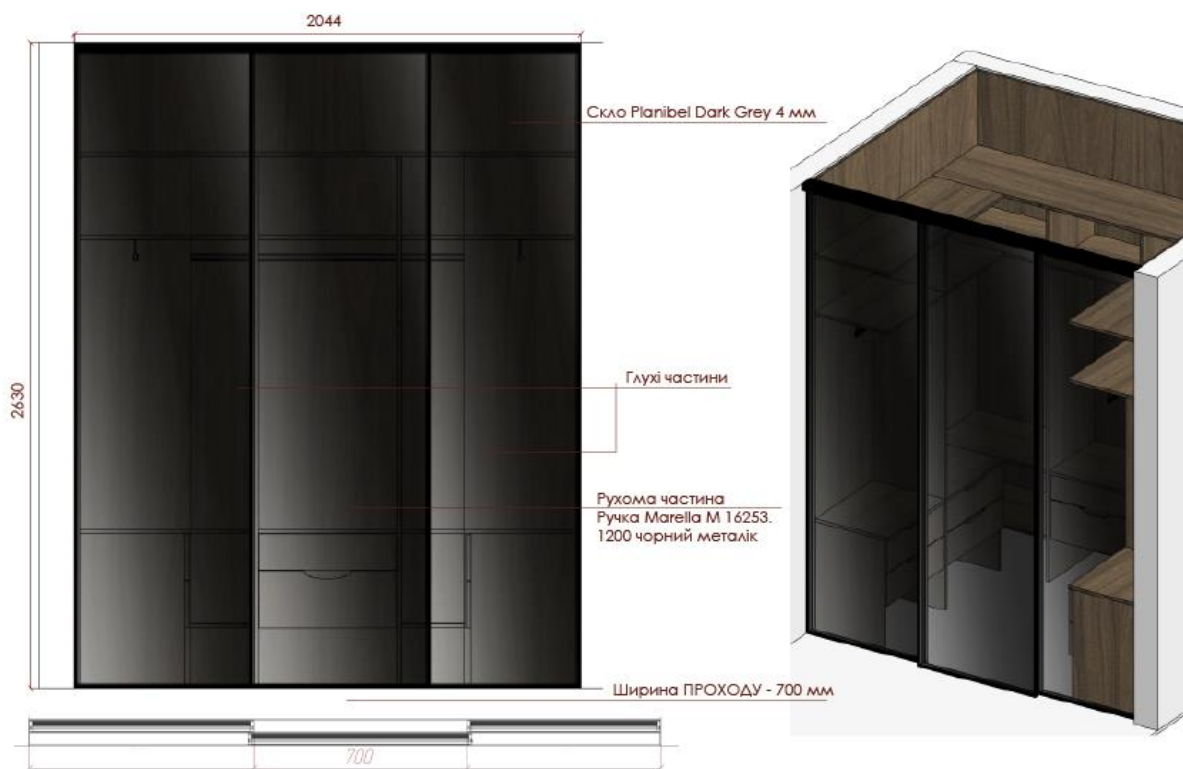 2044
Скло Planibel Dark Grey 4 мм
2630
Глухі частини
Рухома частина
Ручка Marella M 16253.
1200 чорний металік
Ширина ПРОХОДУ - 700 мм
700